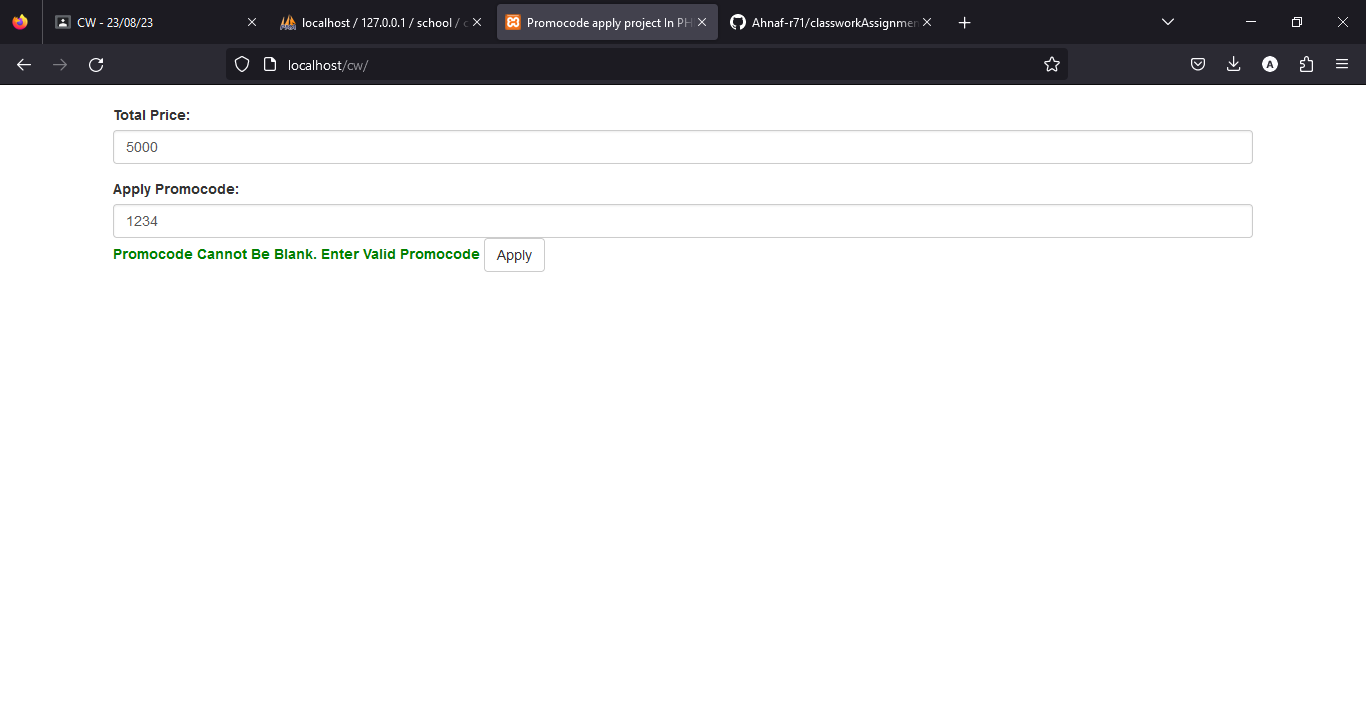 CW - 23/08/23
localhost / 127.0.0.1 / school /
Promocode apply project In PH
Ahnaf-r71/classworkAssignmen
localhost/cw/
A
Total Price:
5000
Apply Promocode:
1234
Promocode Cannot Be Blank. Enter Valid Promocode Apply